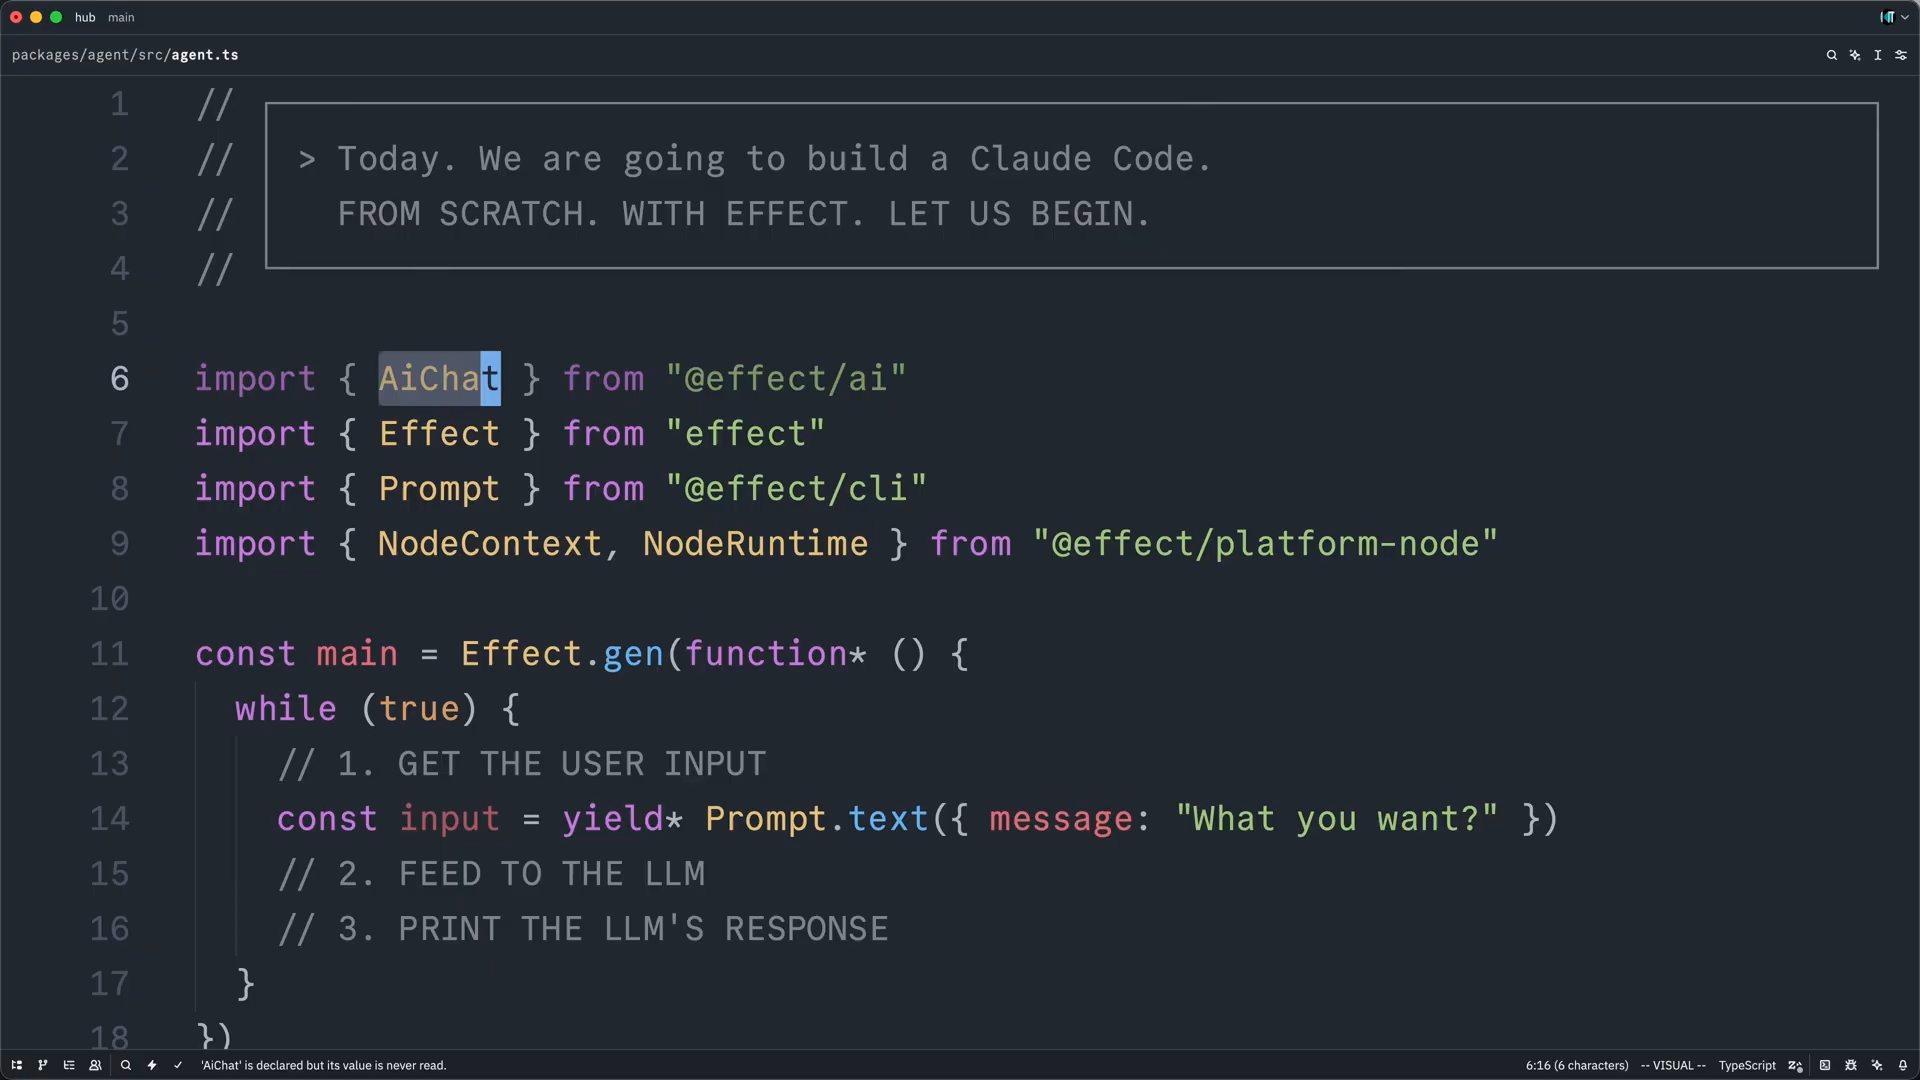 hub main
packages/agent/src/agent.ts
1 //
2 // > Today. We are going to build a Claude Code.
3 // FROM SCRATCH. WITH EFFECT. LET US BEGIN.
4 //
5
6 import { AiChat } from "@effect/ai"
7 import { Effect } from "effect"
8 import { Prompt } from "@effect/cli"
9 import { NodeContext, NodeRuntime } from "@effect/platform-node"
10
11 const main = Effect.gen(function* () {
12 while (true) {
13 // 1. GET THE USER INPUT
14 const input = yield* Prompt.text({ message: "What you want?" })
15 // 2. FEED TO THE LLM
16 // 3. PRINT THE LLM'S RESPONSE
17 }
18 })
'AiChat' is declared but its value is never read. 6:16 (6 characters) -- VISUAL -- TypeScript